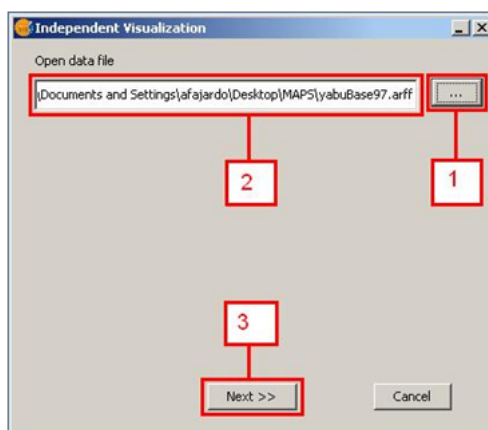 Independent Visualization
Open data file
\Documents and Settings\afajardo\Desktop\MAPS\yabuBase97.arff
...
2
1
3
Next >>
Cancel